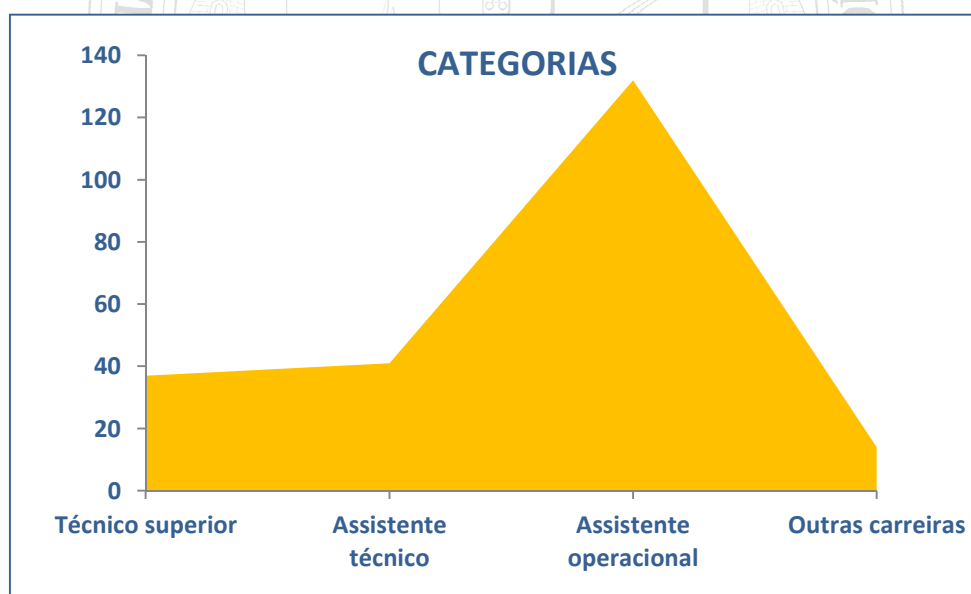 CATEGORIAS
140
120
100
80
60
40
20
0
Técnico superior
Assistente
técnico
Assistente
operacional
Outras carreiras